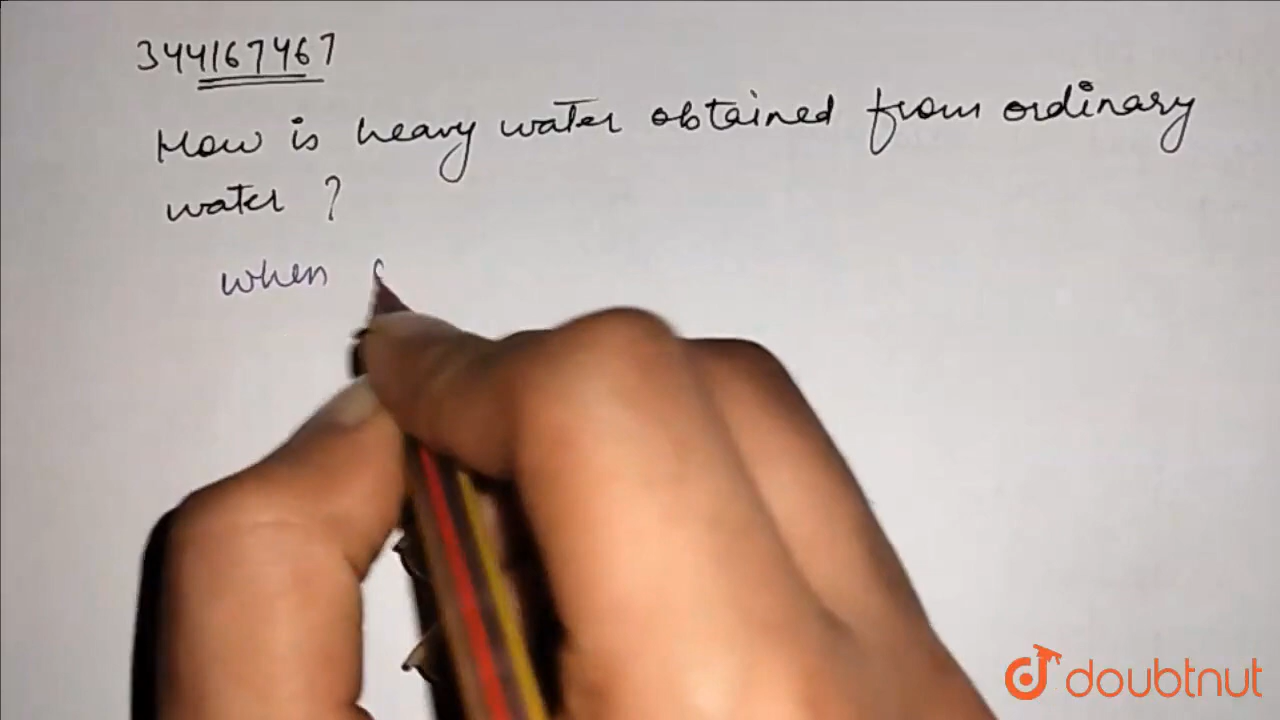 344167467
How is heavy water obtained from ordinary
water ?
when
doubtnut